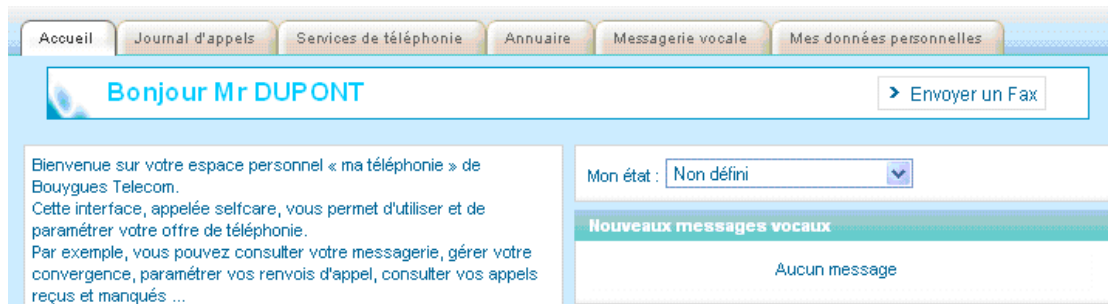 Accueil
Journal d'appels
Services de téléphonie
Annuaire
Messagerie vocale
Mes données personnelles
Bonjour Mr DUPONT
> Envoyer un Fax
Bienvenue sur votre espace personnel « ma téléphonie » de
Bouygues Telecom.
Cette interface, appelée selfcare, vous permet d'utiliser et de
paramétrer votre offre de téléphonie.
Par exemple, vous pouvez consulter votre messagerie, gérer votre
convergence, paramétrer vos renvois d'appel, consulter vos appels
reçus et manqués ...
Mon état : Non défini
Nouveaux messages vocaux
Aucun message